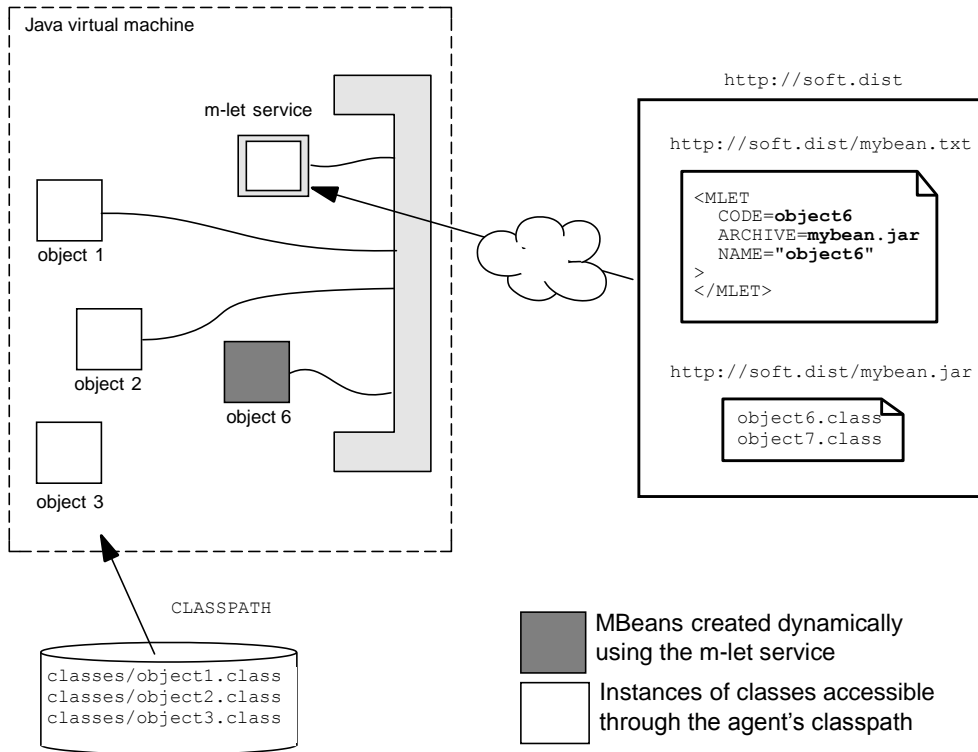 Java virtual machine
m-let service
object 1
object 2
object 6
object 3
http://soft.dist
http://soft.dist/mybean.txt
<MLET
CODE=object6
ARCHIVE=mybean.jar
NAME="object6"
>
</MLET>
http://soft.dist/mybean.jar
object6.class
object7.class
CLASSPATH
classes/object1.class
classes/object2.class
classes/object3.class
MBeans created dynamically
using the m-let service
Instances of classes accessible
through the agent's classpath